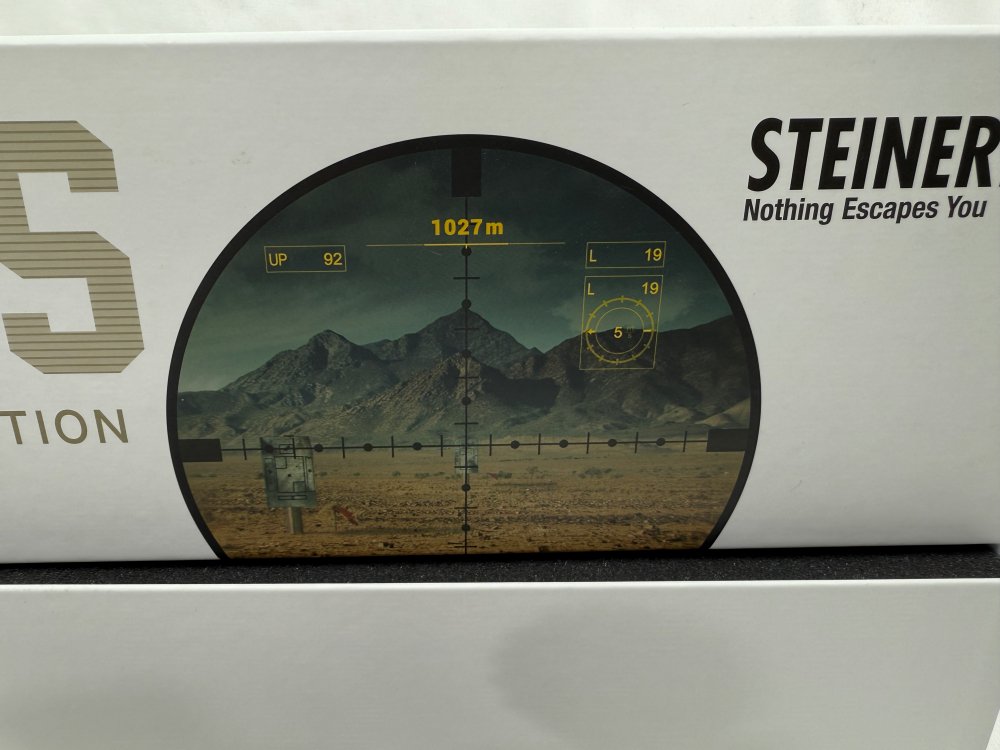 S
TION
STEINER
Nothing Escapes You
1027m
UP 92
L 19
L 19
5